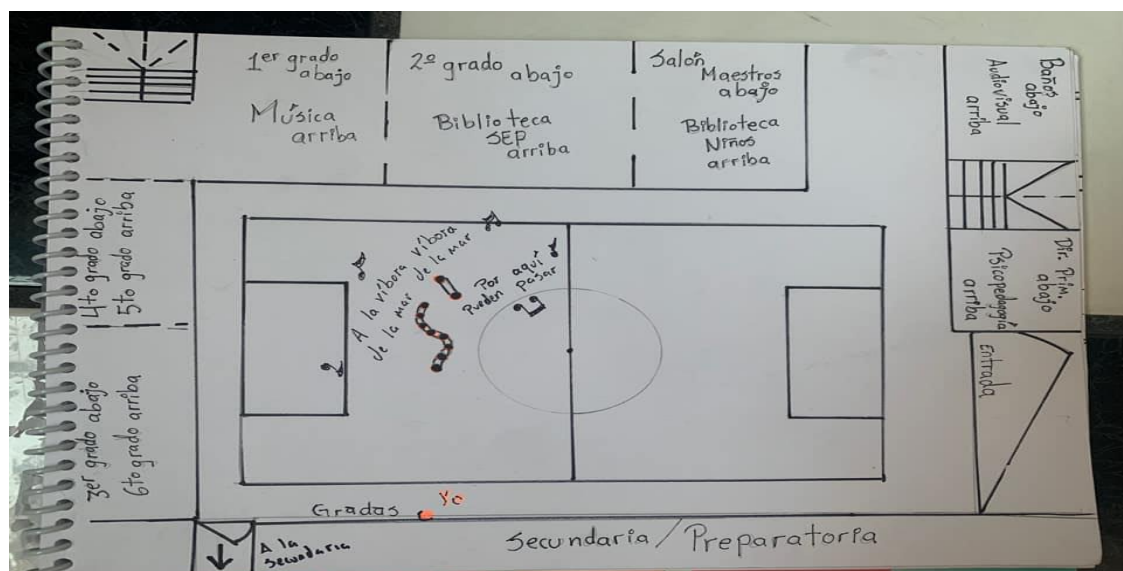 1er grado
abajo
Música
arriba
2º grado
abajo
Biblioteca
SEP
arriba
Salón
Maestros
abajo
Biblioteca
Niños
arriba
Baños
abajo
Audiovisual
arriba
Dir. Prim.
abajo
Psicopedagogía
arriba
Entrada
4to grado abajo
5to grado arriba
3er grado abajo
6to grado arriba
A la víbora víbora
de la mar de la mar
Por aquí
Pueden pasar
Gradas
Yo
A la
secundaria
Secundaria / Preparatoria